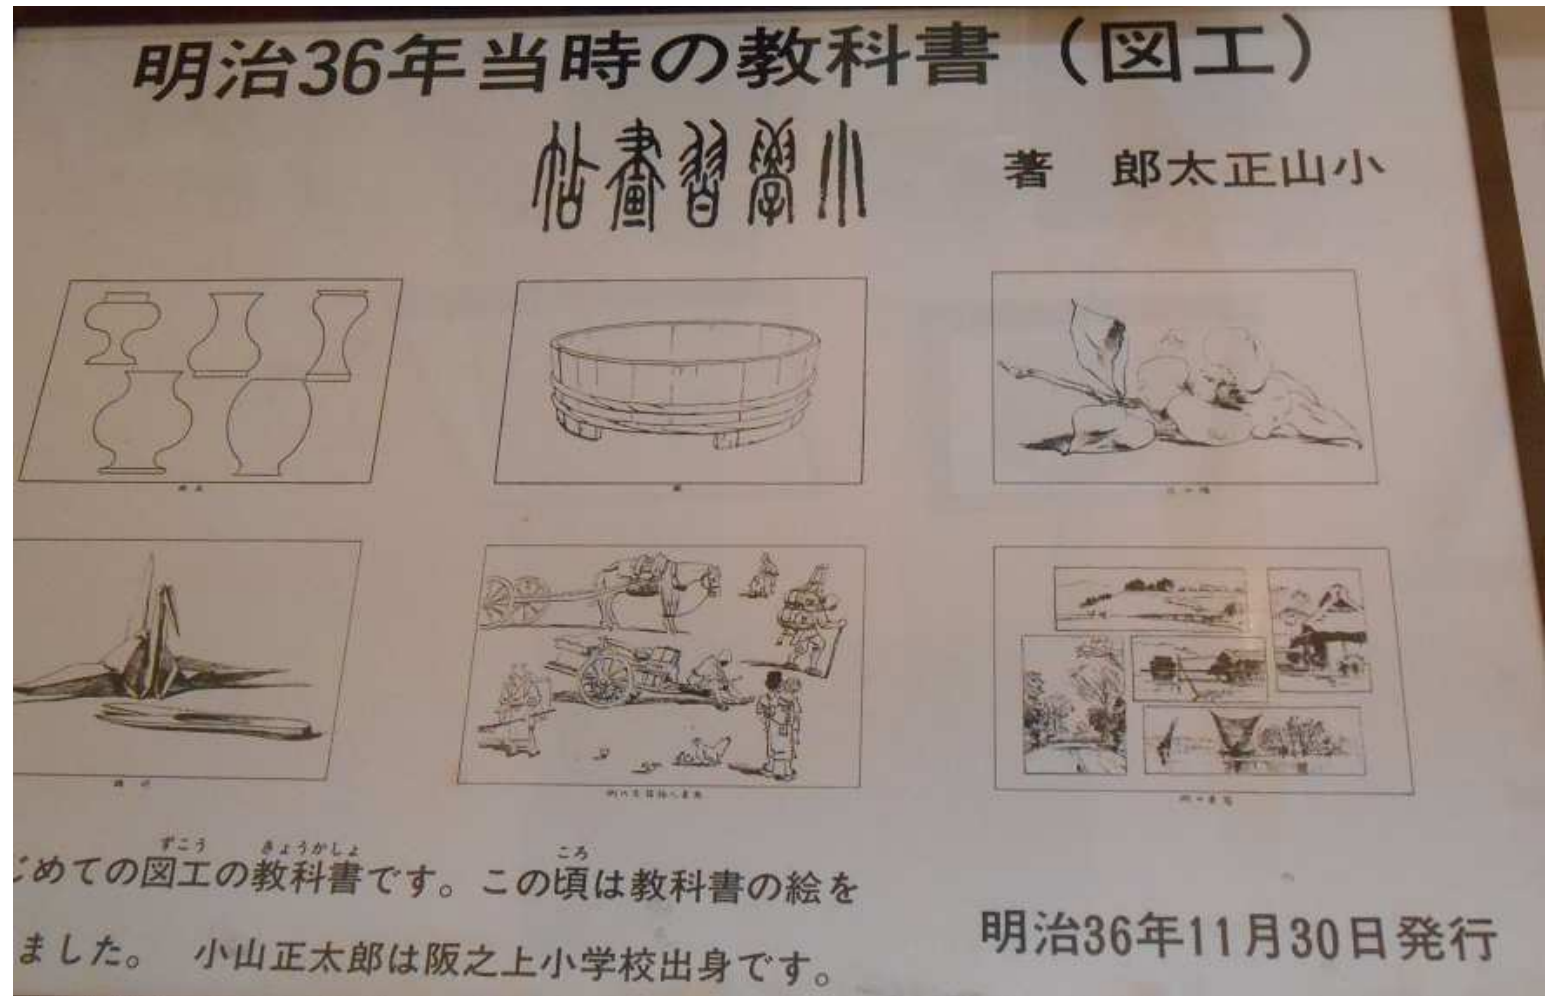 明治36年当時の教科書（図工）
小山正太郎　著
小學習畫帖
じめての図工の教科書です。この頃は教科書の絵を
ずこう　きょうかしょ　ころ
ました。　小山正太郎は阪之上小学校出身です。
明治36年11月30日発行